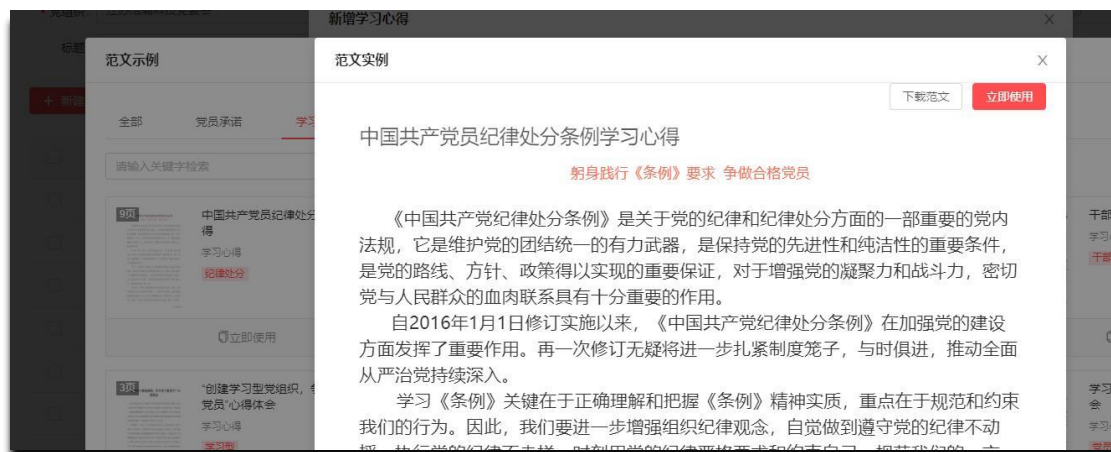 新增学习心得
X
标题
范文示例
范文实例
X
+ 新建
下载范文
立即使用
全部
党员承诺
中国共产党员纪律处分条例学习心得
请输入关键字检索
躬身践行《条例》要求 争做合格党员
9页
中国共产党员纪律处分
得
学习心得
纪律处分
《中国共产党纪律处分条例》是关于党的纪律和纪律处分方面的一部重要的党内
法规，它是维护党的团结统一的有力武器，是保持党的先进性和纯洁性的重要条件，
是党的路线、方针、政策得以实现的重要保证，对于增强党的凝聚力和战斗力，密切
党与人民群众的血肉联系具有十分重要的作用。
自2016年1月1日修订实施以来，《中国共产党纪律处分条例》在加强党的建设
方面发挥了重要作用。再一次修订无疑将进一步扎紧制度笼子，与时俱进，推动全面
从严治党持续深入。
学习《条例》关键在于正确理解和把握《条例》精神实质，重点在于规范和约束
我们的行为。因此，我们要进一步增强组织纪律观念，自觉做到遵守党的纪律不动
立即使用
3页
"创建学习型党组织，
党员"心得体会
学习心得
学习型
干部
学习
干部
学习
会